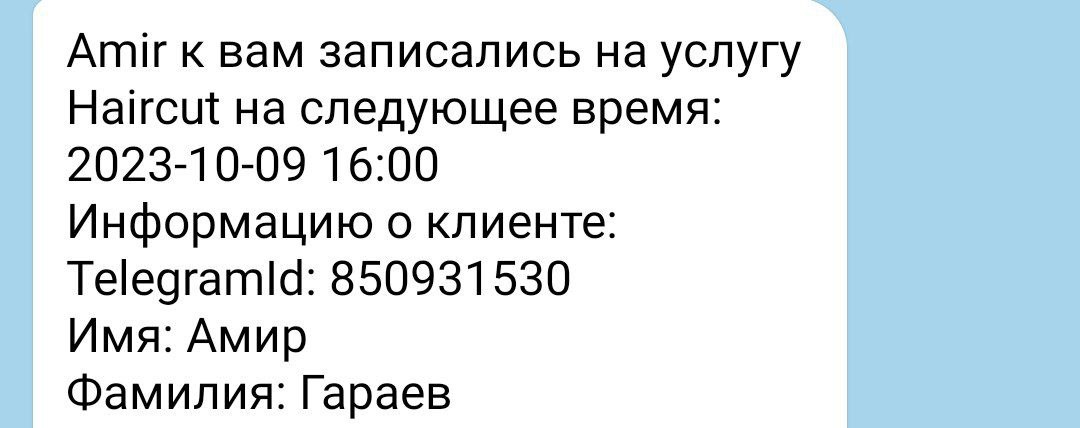 Amir к вам записались на услугу
Haircut на следующее время:
2023-10-09 16:00
Информацию о клиенте:
TelegramId: 850931530
Имя: Амир
Фамилия: Гараев